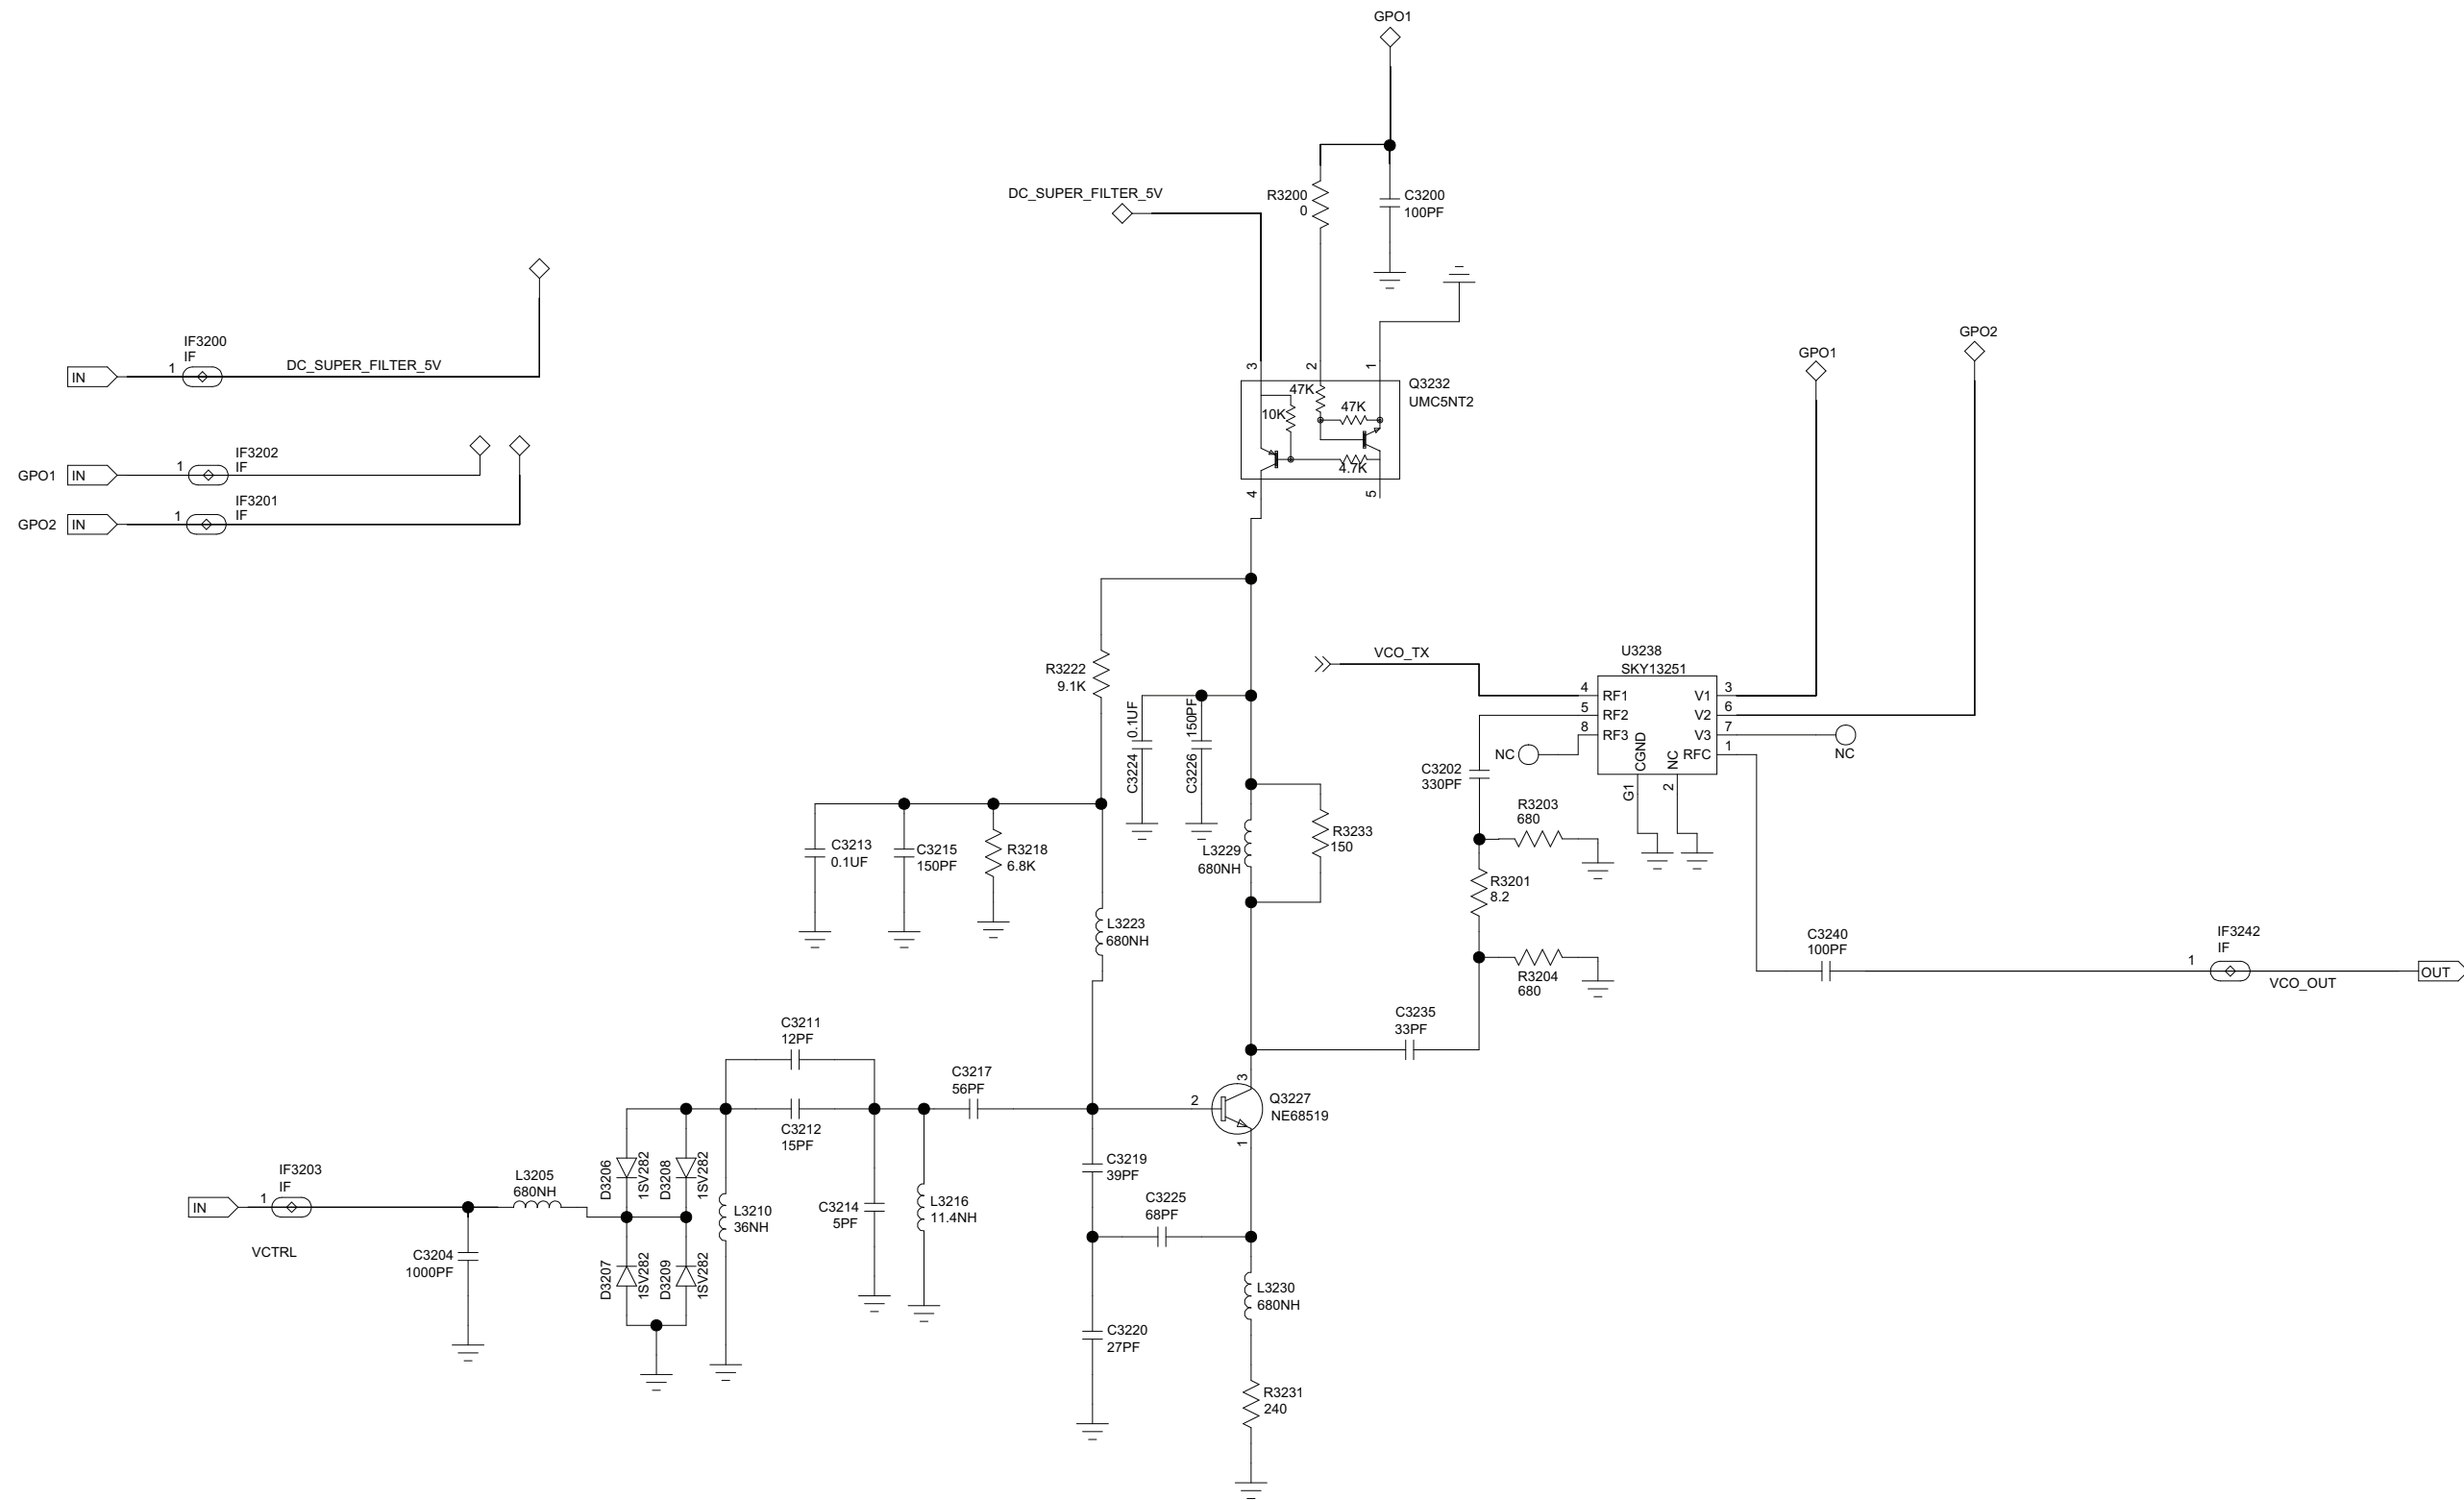 GPO1
DC_SUPER_FILTER_5V
R3200
0
C3200
100PF
IF3200
IF
IN
1
DC_SUPER_FILTER_5V
GPO1
IN
1
IF3202
IF
GPO2
IN
1
IF3201
IF
3
2
1
47K
47K
10K
4.7K
4
5
Q3232
UMC5NT2
GPO1
GPO2
VCO_TX
U3238
SKY13251
4
RF1
5
RF2
8
RF3
V1
3
V2
6
V3
7
RFC
1
CGND
NC
G1
2
NC
NC
R3222
9.1K
C3224 0.1UF
C3226 150PF
C3202
330PF
R3203
680
R3201
8.2
R3204
680
C3213
0.1UF
C3215
150PF
R3218
6.8K
L3229
680NH
R3233
150
L3223
680NH
C3240
100PF
IF3242
IF
1
VCO_OUT
OUT
C3235
33PF
C3211
12PF
C3212
15PF
C3217
56PF
2
3
1
Q3227
NE68519
IF3203
IF
IN
1
VCTRL
L3205
680NH
C3204
1000PF
D3206
1SV282
D3208
1SV282
D3207
1SV282
D3209
1SV282
L3210
36NH
C3214
5PF
L3216
11.4NH
C3219
39PF
C3225
68PF
C3220
27PF
L3230
680NH
R3231
240